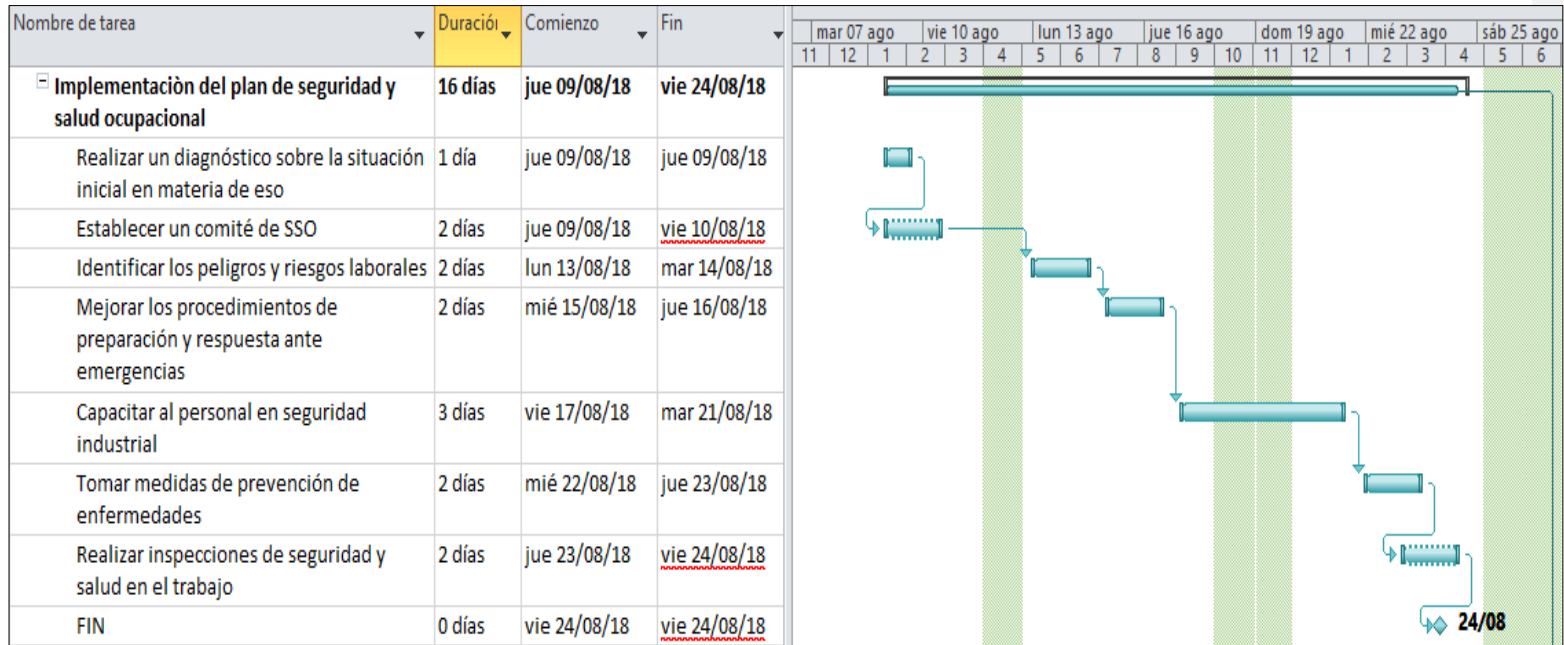 Nombre de tarea Duració Comienzo Fin
mar 07 ago vie 10 ago lun 13 ago jue 16 ago dom 19 ago mié 22 ago sáb 25 ago
11 12 1 2 3 4 5 6 7 8 9 10 11 12 1 2 3 4 5 6
Implementaciòn del plan de seguridad y 16 días jue 09/08/18 vie 24/08/18
salud ocupacional
Realizar un diagnóstico sobre la situación 1 día jue 09/08/18 jue 09/08/18
inicial en materia de eso
Establecer un comité de SSO 2 días jue 09/08/18 vie 10/08/18
Identificar los peligros y riesgos laborales 2 días lun 13/08/18 mar 14/08/18
Mejorar los procedimientos de 2 días mié 15/08/18 jue 16/08/18
preparación y respuesta ante
emergencias
Capacitar al personal en seguridad 3 días vie 17/08/18 mar 21/08/18
industrial
Tomar medidas de prevención de 2 días mié 22/08/18 jue 23/08/18
enfermedades
Realizar inspecciones de seguridad y 2 días jue 23/08/18 vie 24/08/18
salud en el trabajo
FIN 0 días vie 24/08/18 vie 24/08/18 24/08